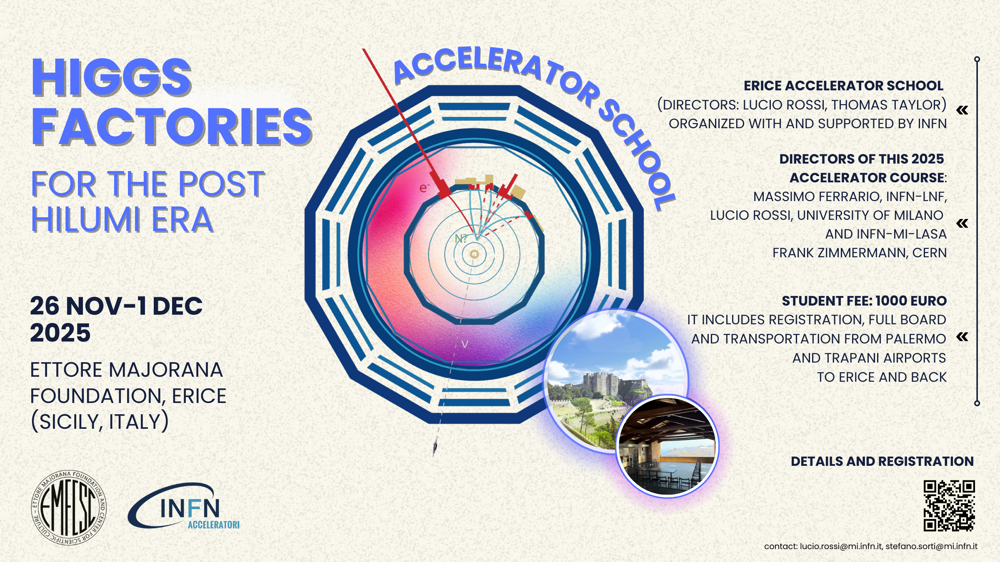 HIGGS
FACTORIES
FOR THE POST
HILUMI ERA
26 NOV-1 DEC
2025
ETTORE MAJORANA
FOUNDATION, ERICE
(SICILY, ITALY)
ETTORE MAJORANA FOUNDATION AND CENTER FOR SCIENTIFIC CULTURE -
EMFCSC
INFN
ACCELERATORI
ACCELERATOR SCHOOL
e-
N?
ν
ERICE ACCELERATOR SCHOOL
(DIRECTORS: LUCIO ROSSI, THOMAS TAYLOR)
ORGANIZED WITH AND SUPPORTED BY INFN
«
DIRECTORS OF THIS 2025
ACCELERATOR COURSE:
MASSIMO FERRARIO, INFN-LNF,
LUCIO ROSSI, UNIVERSITY OF MILANO
AND INFN-MI-LASA
FRANK ZIMMERMANN, CERN
«
STUDENT FEE: 1000 EURO
IT INCLUDES REGISTRATION, FULL BOARD
AND TRANSPORTATION FROM PALERMO
AND TRAPANI AIRPORTS
TO ERICE AND BACK
«
DETAILS AND REGISTRATION
contact: lucio.rossi@mi.infn.it, stefano.sorti@mi.infn.it